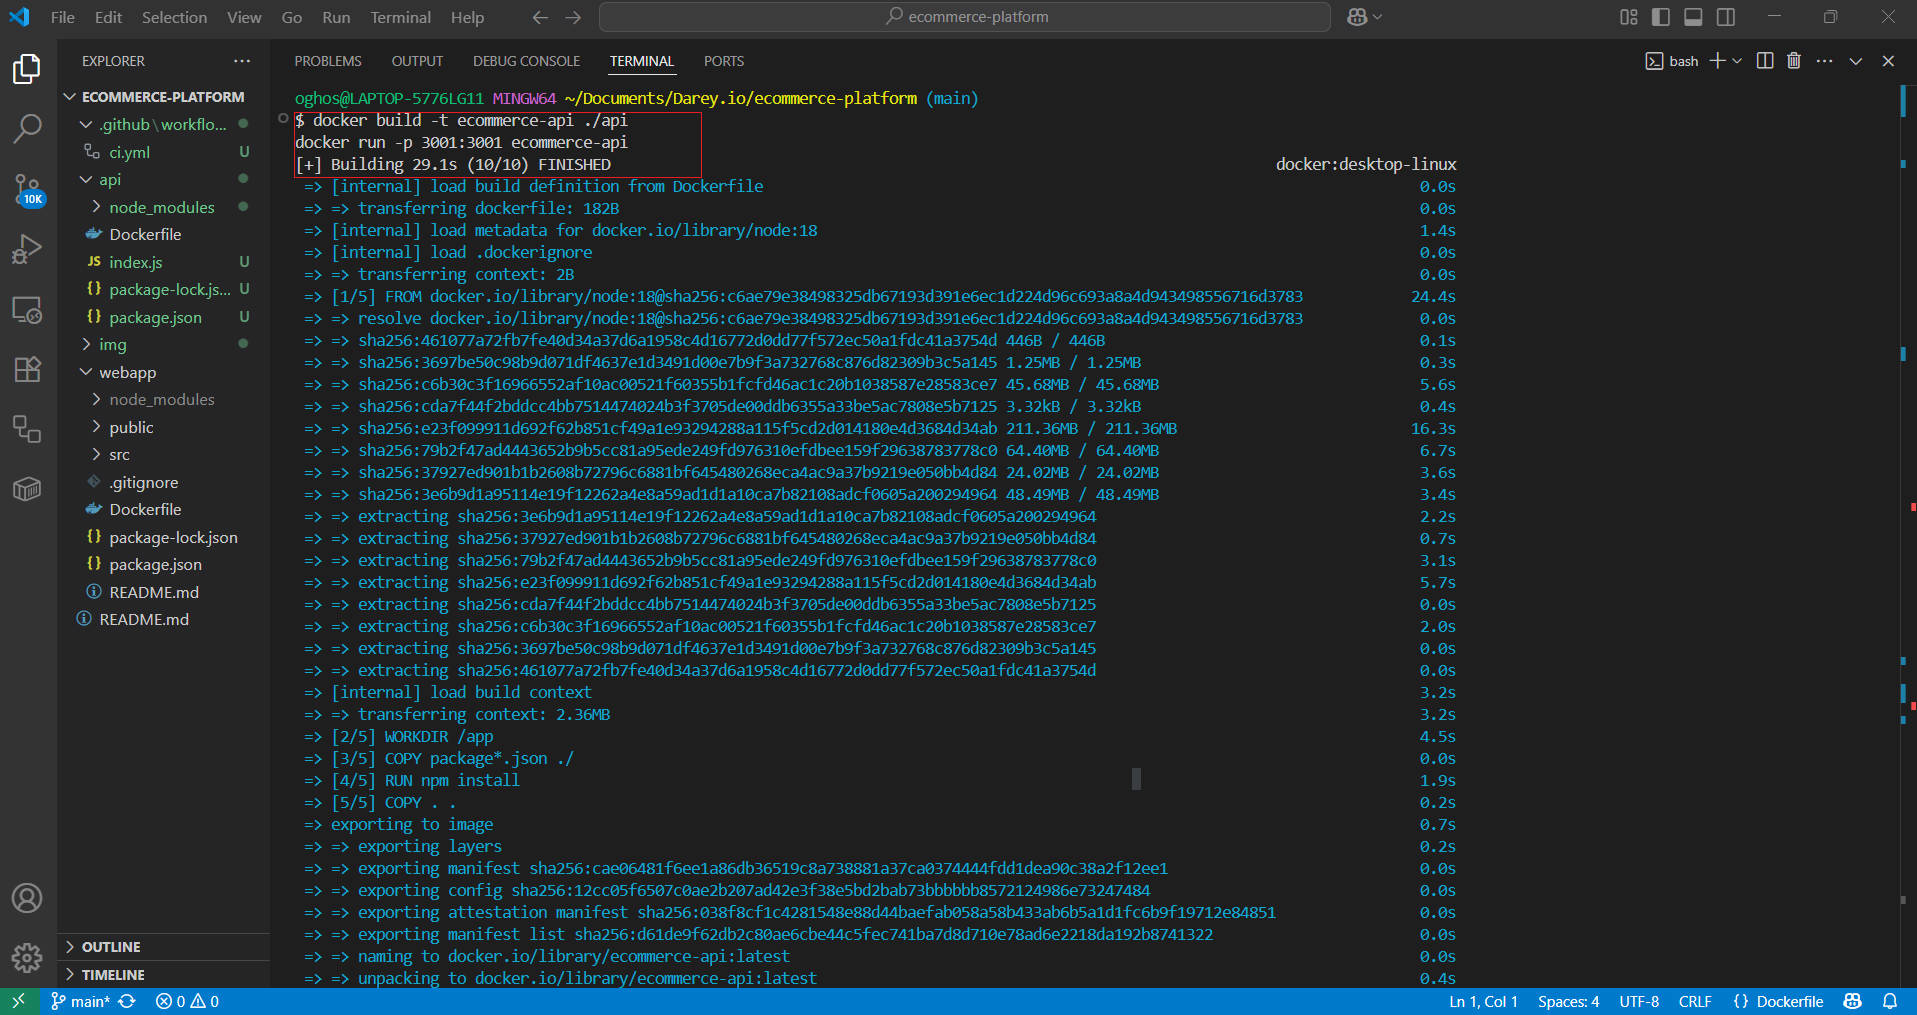 File Edit Selection View Go Run Terminal Help
ecommerce-platform
EXPLORER
ECOMMERCE-PLATFORM
.github\workflo...
ci.yml U
api
node_modules
Dockerfile
index.js U
package-lock.js... U
package.json U
img
webapp
node_modules
public
src
.gitignore
Dockerfile
package-lock.json
package.json
README.md
README.md
OUTLINE
TIMELINE
10K
PROBLEMS OUTPUT DEBUG CONSOLE TERMINAL PORTS
bash
oghos@LAPTOP-5776LG11 MINGW64 ~/Documents/Darey.io/ecommerce-platform (main)
$ docker build -t ecommerce-api ./api
docker run -p 3001:3001 ecommerce-api
[+] Building 29.1s (10/10) FINISHED docker:desktop-linux
=> [internal] load build definition from Dockerfile 0.0s
=> => transferring dockerfile: 182B 0.0s
=> [internal] load metadata for docker.io/library/node:18 1.4s
=> [internal] load .dockerignore 0.0s
=> => transferring context: 2B 0.0s
=> [1/5] FROM docker.io/library/node:18@sha256:c6ae79e38498325db67193d391e6ec1d224d96c693a8a4d943498556716d3783 24.4s
=> => resolve docker.io/library/node:18@sha256:c6ae79e38498325db67193d391e6ec1d224d96c693a8a4d943498556716d3783 0.0s
=> => sha256:461077a72fb7fe40d34a37d6a1958c4d16772d0dd77f572ec50a1fdc41a3754d 446B / 446B 0.1s
=> => sha256:3697be50c98b9d071df4637e1d3491d00e7b9f3a732768c876d82309b3c5a145 1.25MB / 1.25MB 0.3s
=> => sha256:c6b30c3f16966552af10ac00521f60355b1fcfd46ac1c20b1038587e28583ce7 45.68MB / 45.68MB 5.6s
=> => sha256:cda7f44f2bddcc4bb7514474024b3f3705de00ddb6355a33be5ac7808e5b7125 3.32kB / 3.32kB 0.4s
=> => sha256:e23f099911d692f62b851cf49a1e93294288a115f5cd2d014180e4d3684d34ab 211.36MB / 211.36MB 16.3s
=> => sha256:79b2f47ad4443652b9b5cc81a95ede249fd976310efdbee159f29638783778c0 64.40MB / 64.40MB 6.7s
=> => sha256:37927ed901b1b2608b72796c6881bf645480268eca4ac9a37b9219e050bb4d84 24.02MB / 24.02MB 3.6s
=> => sha256:3e6b9d1a95114e19f12262a4e8a59ad1d1a10ca7b82108adcf0605a200294964 48.49MB / 48.49MB 3.4s
=> => extracting sha256:3e6b9d1a95114e19f12262a4e8a59ad1d1a10ca7b82108adcf0605a200294964 2.2s
=> => extracting sha256:37927ed901b1b2608b72796c6881bf645480268eca4ac9a37b9219e050bb4d84 0.7s
=> => extracting sha256:79b2f47ad4443652b9b5cc81a95ede249fd976310efdbee159f29638783778c0 3.1s
=> => extracting sha256:e23f099911d692f62b851cf49a1e93294288a115f5cd2d014180e4d3684d34ab 5.7s
=> => extracting sha256:cda7f44f2bddcc4bb7514474024b3f3705de00ddb6355a33be5ac7808e5b7125 0.0s
=> => extracting sha256:c6b30c3f16966552af10ac00521f60355b1fcfd46ac1c20b1038587e28583ce7 2.0s
=> => extracting sha256:3697be50c98b9d071df4637e1d3491d00e7b9f3a732768c876d82309b3c5a145 0.0s
=> => extracting sha256:461077a72fb7fe40d34a37d6a1958c4d16772d0dd77f572ec50a1fdc41a3754d 0.0s
=> [internal] load build context 3.2s
=> => transferring context: 2.36MB 3.2s
=> [2/5] WORKDIR /app 4.5s
=> [3/5] COPY package*.json ./ 0.0s
=> [4/5] RUN npm install 1.9s
=> [5/5] COPY . . 0.2s
=> exporting to image 0.7s
=> => exporting layers 0.2s
=> => exporting manifest sha256:cae06481f6ee1a86db36519c8a738881a37ca0374444fdd1dea90c38a2f12ee1 0.0s
=> => exporting config sha256:12cc05f6507c0ae2b207ad42e3f38e5bd2bab73bbbbbb8572124986e73247484 0.0s
=> => exporting attestation manifest sha256:038f8cf1c4281548e88d44baefab058a58b433ab6b5a1d1fc6b9f19712e84851 0.0s
=> => exporting manifest list sha256:d61de9f62db2c80ae6cbe44c5fec741ba7d8d710e78ad6e2218da192b8741322 0.0s
=> => naming to docker.io/library/ecommerce-api:latest 0.0s
=> => unpacking to docker.io/library/ecommerce-api:latest 0.4s
main* 0 0 Ln 1, Col 1 Spaces: 4 UTF-8 CRLF {} Dockerfile